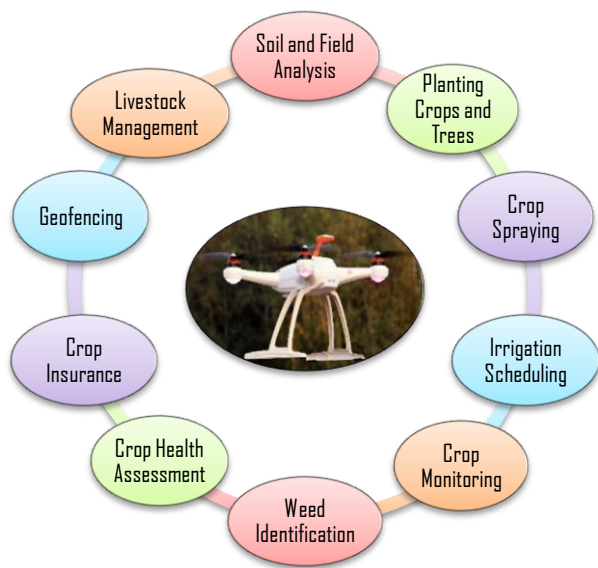 Soil and Field
Analysis
Planting
Crops and
Trees
Crop
Spraying
Irrigation
Scheduling
Crop
Monitoring
Weed
Identification
Crop Health
Assessment
Crop
Insurance
Geofencing
Livestock
Management